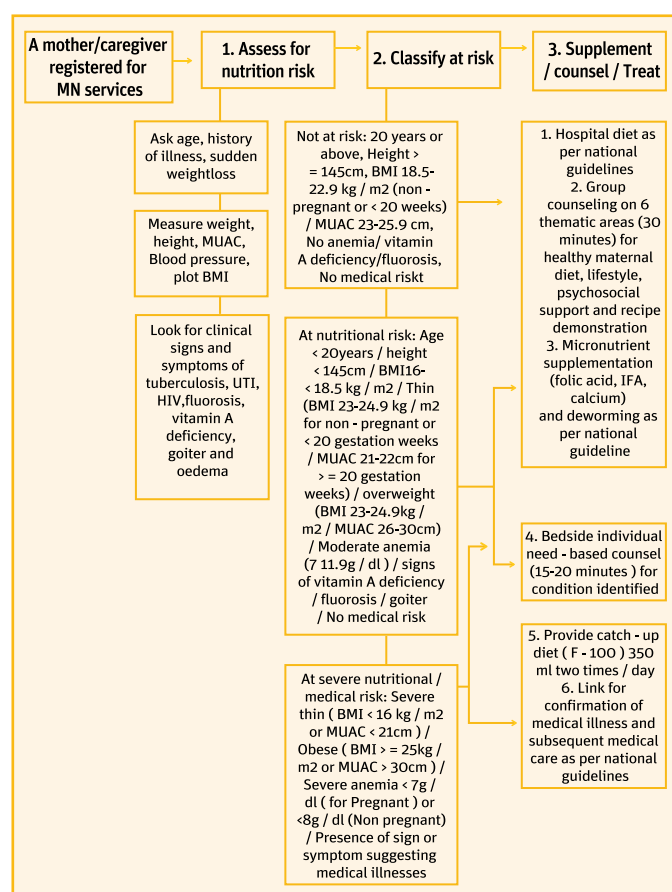 A mother/caregiver
registered for
MN services
1. Assess for
nutrition risk
2. Classify at risk
3. Supplement
/ counsel / Treat
Ask age, history
of illness, sudden
weightloss
Measure weight,
height, MUAC,
Blood pressure,
plot BMI
Look for clinical
signs and
symptoms of
tuberculosis, UTI,
HIV,fluorosis,
vitamin A
deficiency,
goiter and
oedema
Not at risk: 20 years or
above, Height >
= 145cm, BMI 18.5-
22.9 kg / m2 (non -
pregnant or < 20 weeks)
/ MUAC 23-25.9 cm,
No anemia/ vitamin
A deficiency/fluorosis,
No medical riskt
At nutritional risk: Age
< 20years / height
< 145cm / BMI16-
< 18.5 kg / m2 / Thin
(BMI 23-24.9 kg / m2
for non - pregnant or
< 20 gestation weeks
/ MUAC 21-22cm for
> = 20 gestation
weeks) / overweight
(BMI 23-24.9kg /
m2 / MUAC 26-30cm)
/ Moderate anemia
(7 11.9g / dl ) / signs
of vitamin A deficiency
/ fluorosis / goiter
/ No medical risk
At severe nutritional /
medical risk: Severe
thin ( BMI < 16 kg / m2
or MUAC < 21cm ) /
Obese ( BMI > = 25kg /
m2 or MUAC > 30cm ) /
Severe anemia < 7g /
dl ( for Pregnant ) or
<8g / dl (Non pregnant)
/ Presence of sign or
symptom suggesting
medical illnesses
1. Hospital diet as
per national
guidelines
2. Group
counseling on 6
thematic areas (30
minutes) for
healthy maternal
diet, lifestyle,
psychosocial
support and recipe
demonstration
3. Micronutrient
supplementation
(folic acid, IFA,
calcium)
and deworming as
per national
guideline
4. Bedside individual
need - based counsel
(15-20 minutes ) for
condition identified
5. Provide catch - up
diet ( F - 100 ) 350
ml two times / day
6. Link for
confirmation of
medical illness and
subsequent medical
care as per national
guidelines